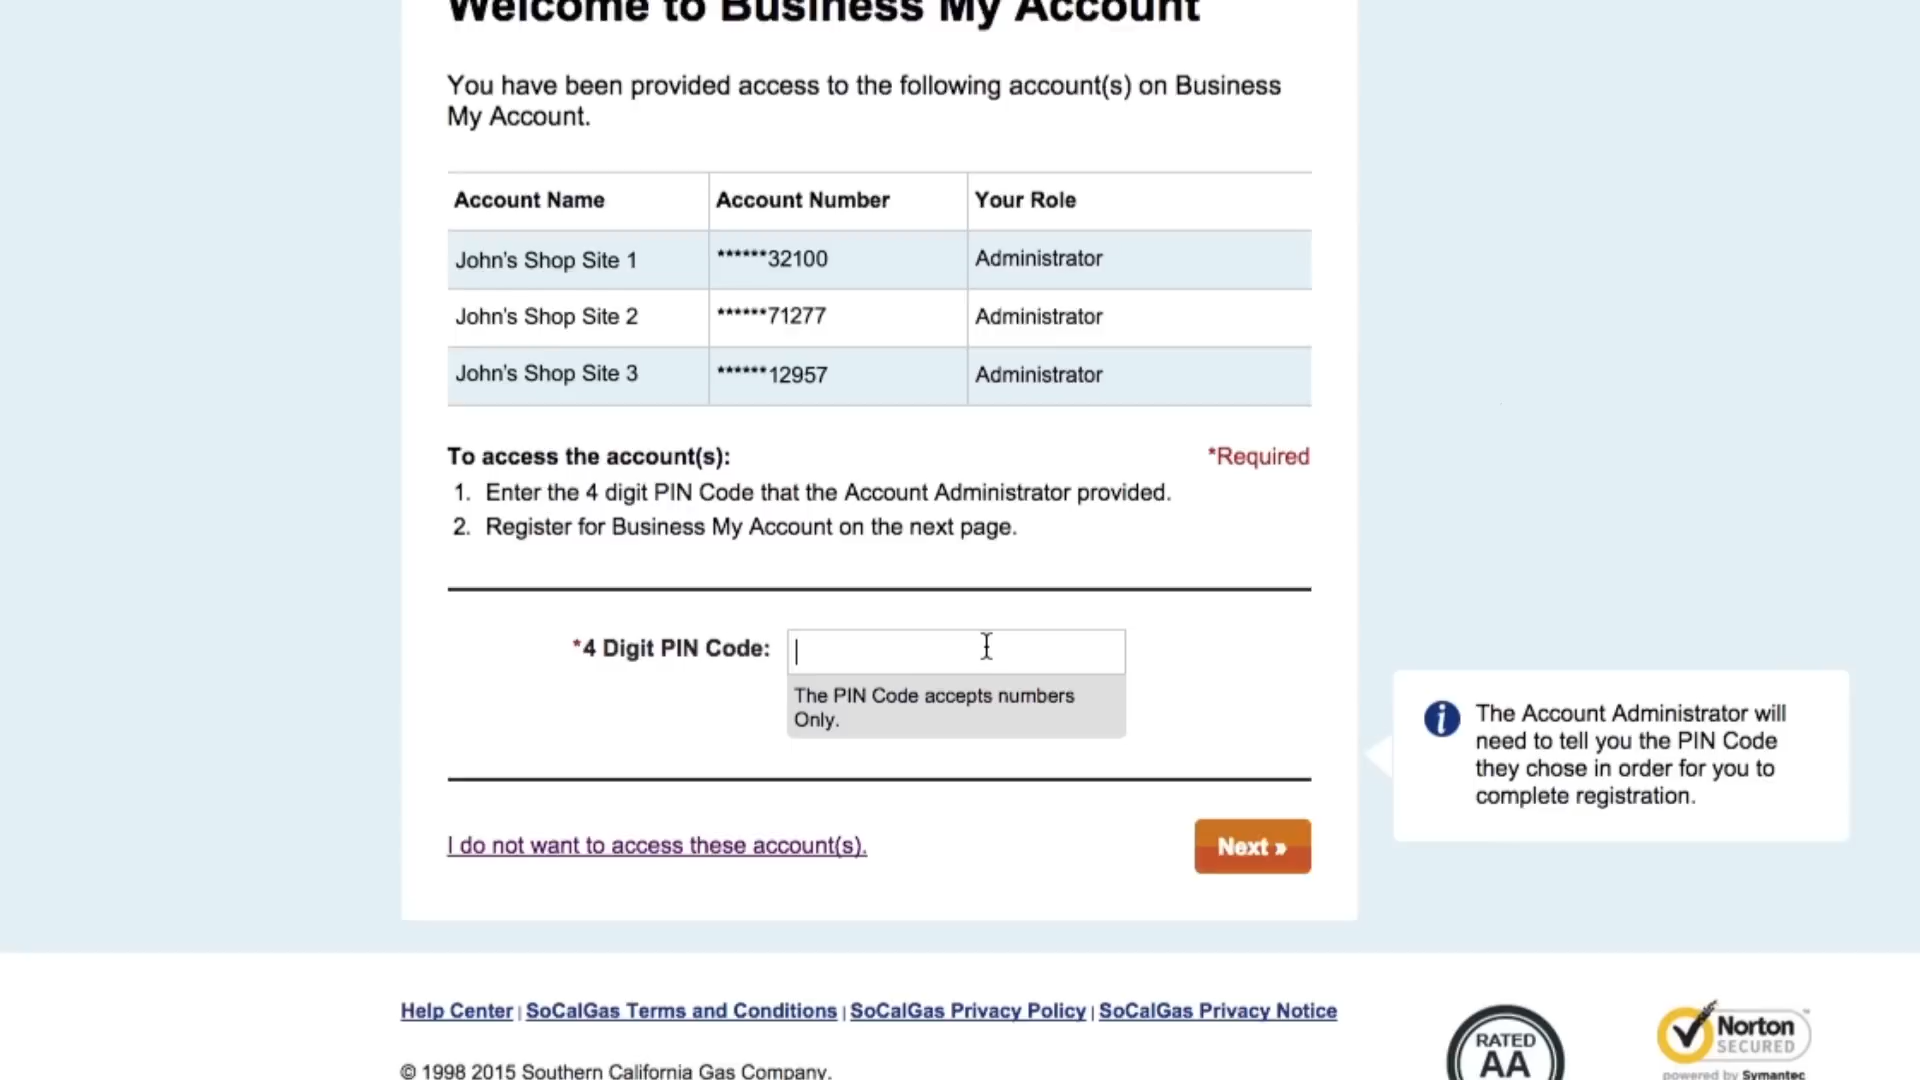 Welcome to Business My Account
You have been provided access to the following account(s) on Business
My Account.
Account Name Account Number Your Role
John's Shop Site 1 ******32100 Administrator
John's Shop Site 2 ******71277 Administrator
John's Shop Site 3 ******12957 Administrator
To access the account(s): *Required
1. Enter the 4 digit PIN Code that the Account Administrator provided.
2. Register for Business My Account on the next page.
*4 Digit PIN Code:
The PIN Code accepts numbers
Only.
i The Account Administrator will
need to tell you the PIN Code
they chose in order for you to
complete registration.
I do not want to access these account(s). Next »
Help Center | SoCalGas Terms and Conditions | SoCalGas Privacy Policy | SoCalGas Privacy Notice
© 1998 2015 Southern California Gas Company.
RATED
AA
Norton
SECURED
powered by Symantec